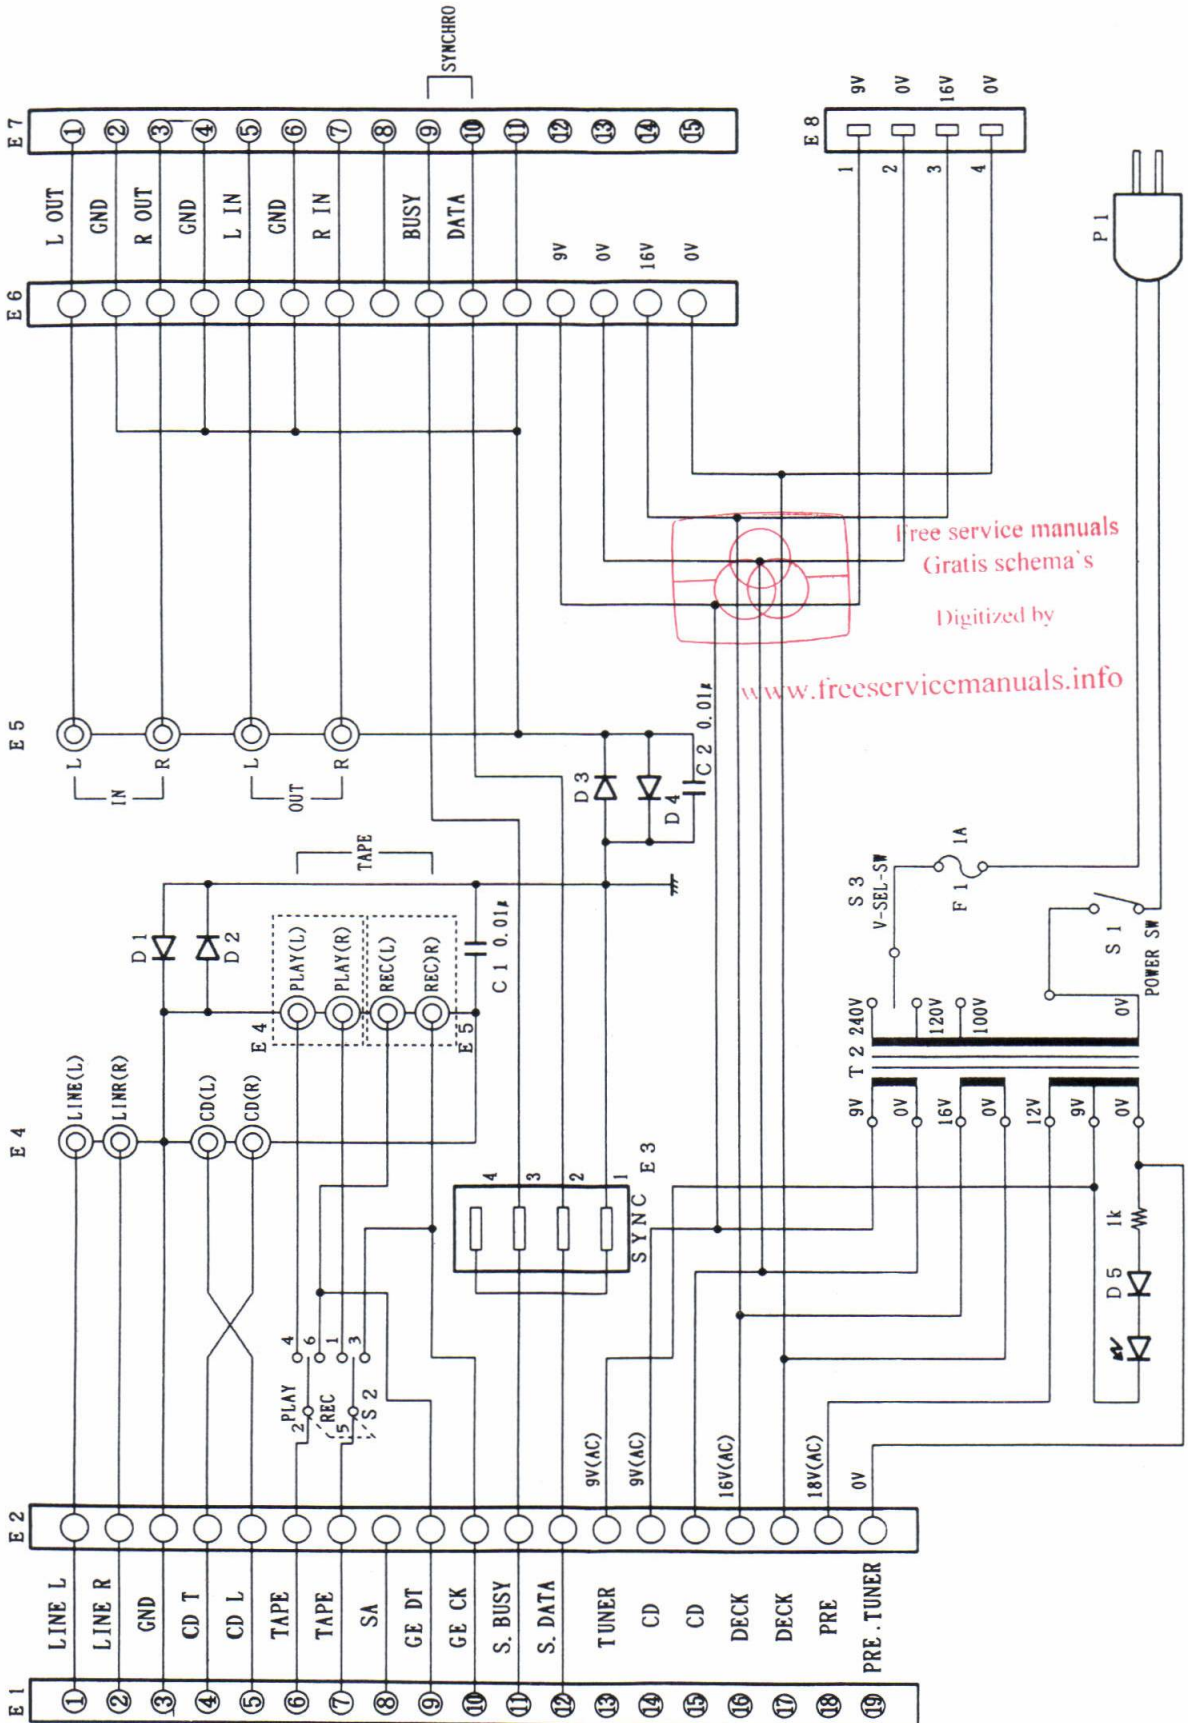 E 7
① ② ③ ④ ⑤ ⑥ ⑦ ⑧ ⑨ ⑩ ⑪ ⑫ ⑬ ⑭ ⑮
SYNCHRO
L OUT
GND
R OUT
GND
L IN
GND
R IN
BUSY
DATA
E 6
9V
0V
16V
0V
E 8
9V
0V
16V
0V
1
2
3
4
P 1
E 5
L
R
L
R
IN
OUT
D 3
D 4
C 2 0.01μ
Free service manuals
Gratis schema`s
Digitized by
www.freeservicemanuals.info
TAPE
D 1
D 2
PLAY(L)
PLAY(R)
REC(L)
REC)R)
E 4
E 5
C 1 0.01μ
S 3
V-SEL-SW
F 1
1A
S 1
POWER SW
E 4
LINE(L)
LINR(R)
CD(L)
CD(R)
T 2
240V
120V
100V
0V
9V
0V
16V
0V
12V
9V
0V
4
3
2
1
SYNC
E 3
1k
D 5
4
6
1
3
PLAY
2
REC
5
S 2
9V(AC)
9V(AC)
16V(AC)
18V(AC)
0V
E 2
LINE L
LINE R
GND
CD T
CD L
TAPE
TAPE
SA
GE DT
GE CK
S. BUSY
S. DATA
TUNER
CD
CD
DECK
DECK
PRE
PRE. TUNER
E 1
① ② ③ ④ ⑤ ⑥ ⑦ ⑧ ⑨ ⑩ ⑪ ⑫ ⑬ ⑭ ⑮ ⑯ ⑰ ⑱ ⑲